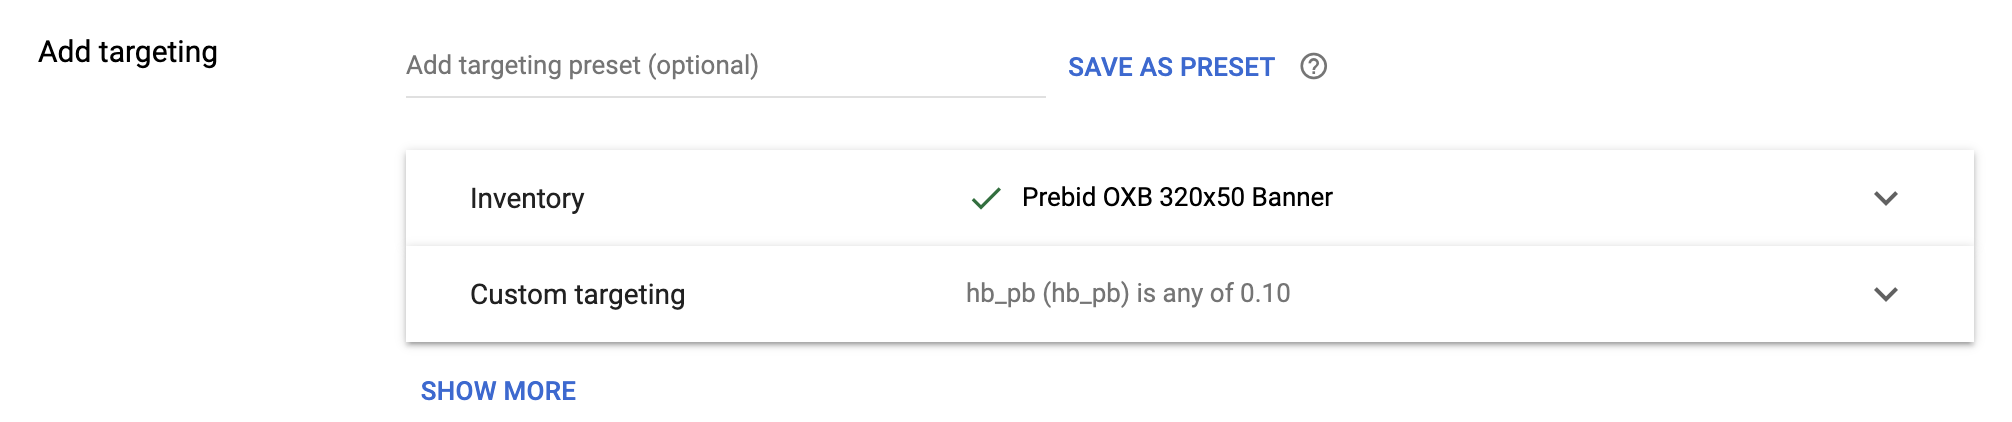 Add targeting
Add targeting preset (optional) SAVE AS PRESET ?
Inventory Prebid OXB 320x50 Banner
Custom targeting hb_pb (hb_pb) is any of 0.10
SHOW MORE